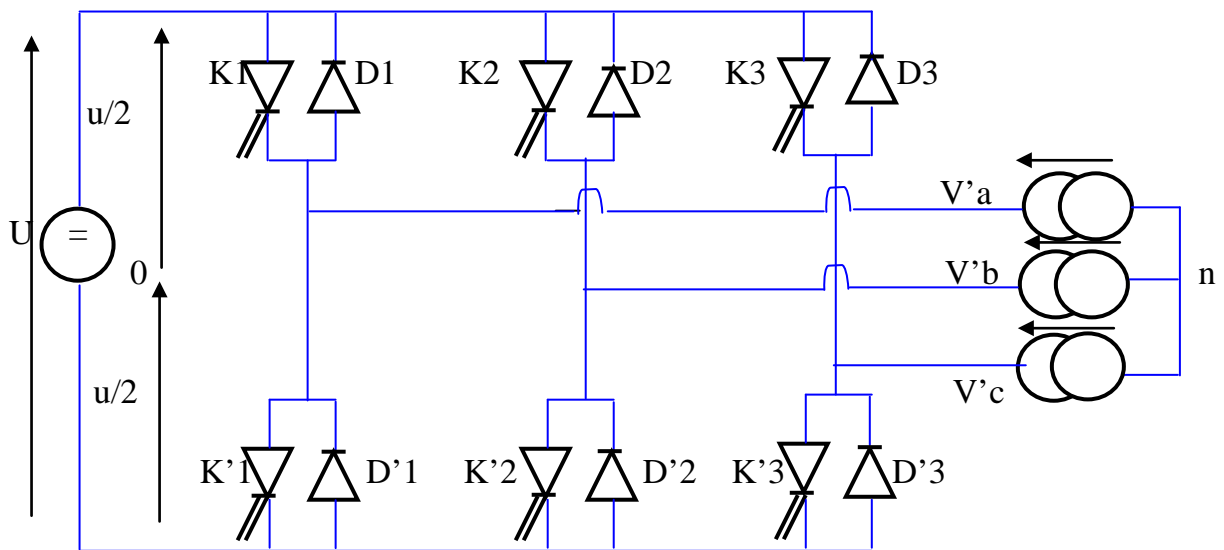 K1 D1 K2 D2 K3 D3
u/2
V'a
U = 0
V'b n
u/2
V'c
K'1 D'1 K'2 D'2 K'3 D'3